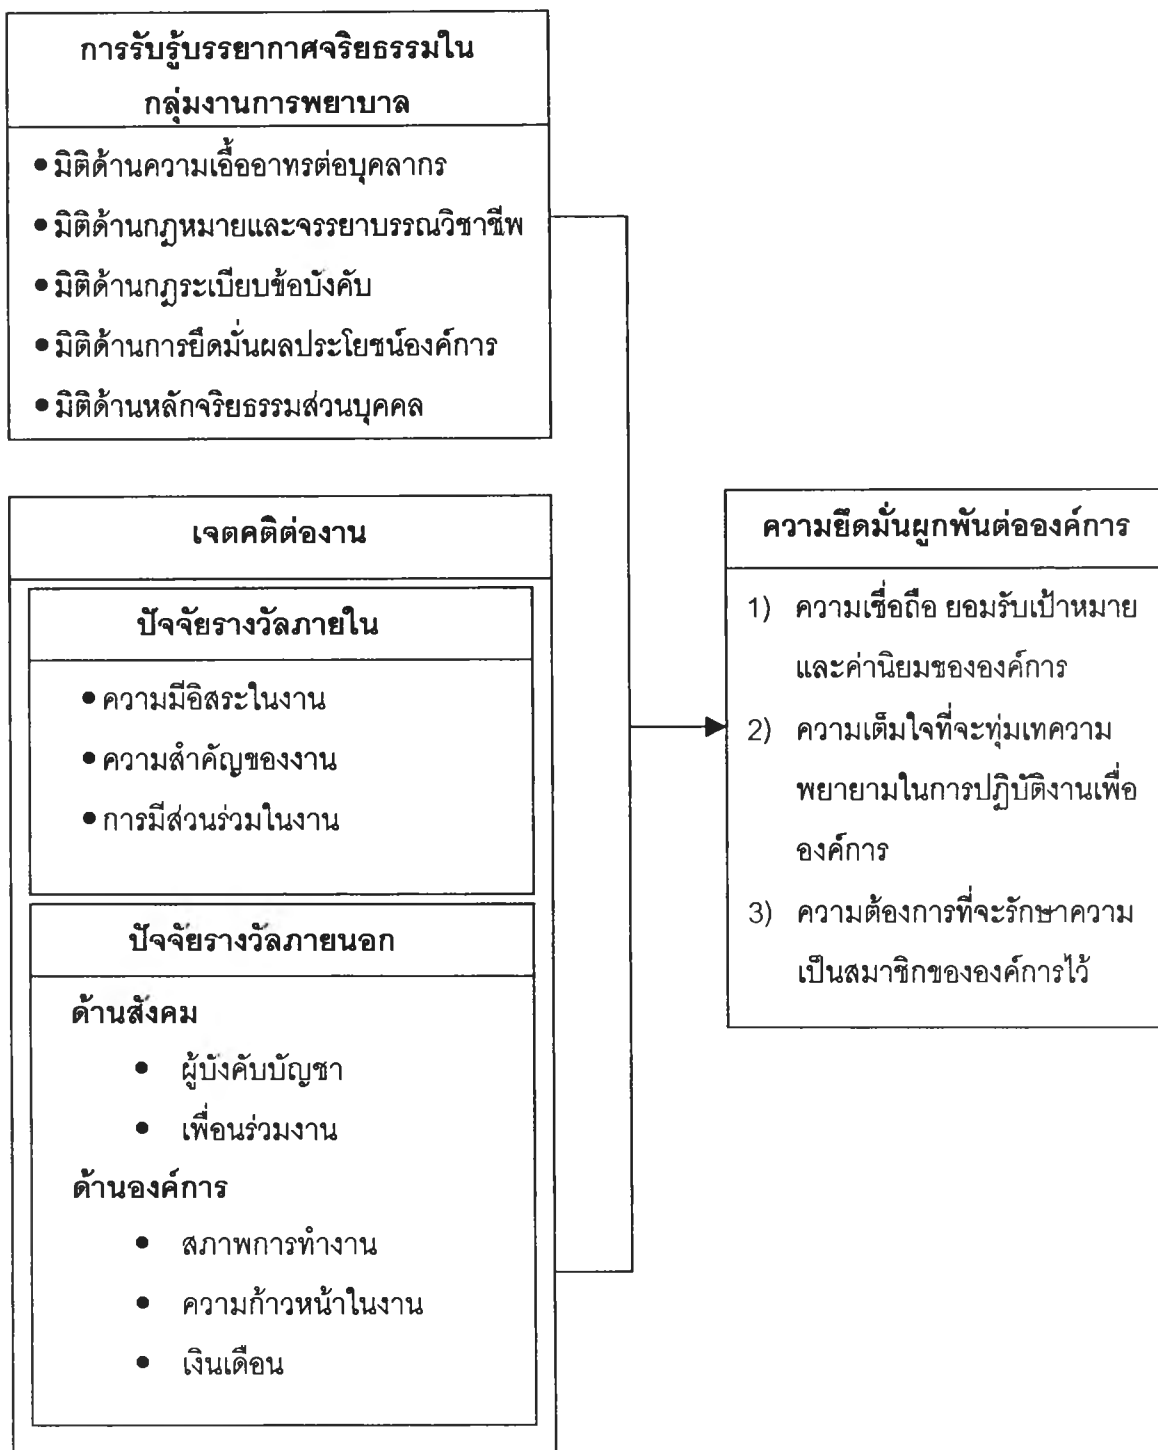 การรับรู้บรรยากาศจริยธรรมใน
กลุ่มงานการพยาบาล
● มิติด้านความเอื้ออาทรต่อบุคลากร
● มิติด้านกฎหมายและจรรยาบรรณวิชาชีพ
● มิติด้านกฎระเบียบข้อบังคับ
● มิติด้านการยึดมั่นผลประโยชน์องค์การ
● มิติด้านหลักจริยธรรมส่วนบุคคล
เจตคติต่องาน
ปัจจัยรางวัลภายใน
● ความมีอิสระในงาน
● ความสำคัญของงาน
● การมีส่วนร่วมในงาน
ปัจจัยรางวัลภายนอก
ด้านสังคม
● ผู้บังคับบัญชา
● เพื่อนร่วมงาน
ด้านองค์การ
● สภาพการทำงาน
● ความก้าวหน้าในงาน
● เงินเดือน
ความยึดมั่นผูกพันต่อองค์การ
1) ความเชื่อถือ ยอมรับเป้าหมาย
และค่านิยมขององค์การ
2) ความเต็มใจที่จะทุ่มเทความ
พยายามในการปฏิบัติงานเพื่อ
องค์การ
3) ความต้องการที่จะรักษาความ
เป็นสมาชิกขององค์การไว้